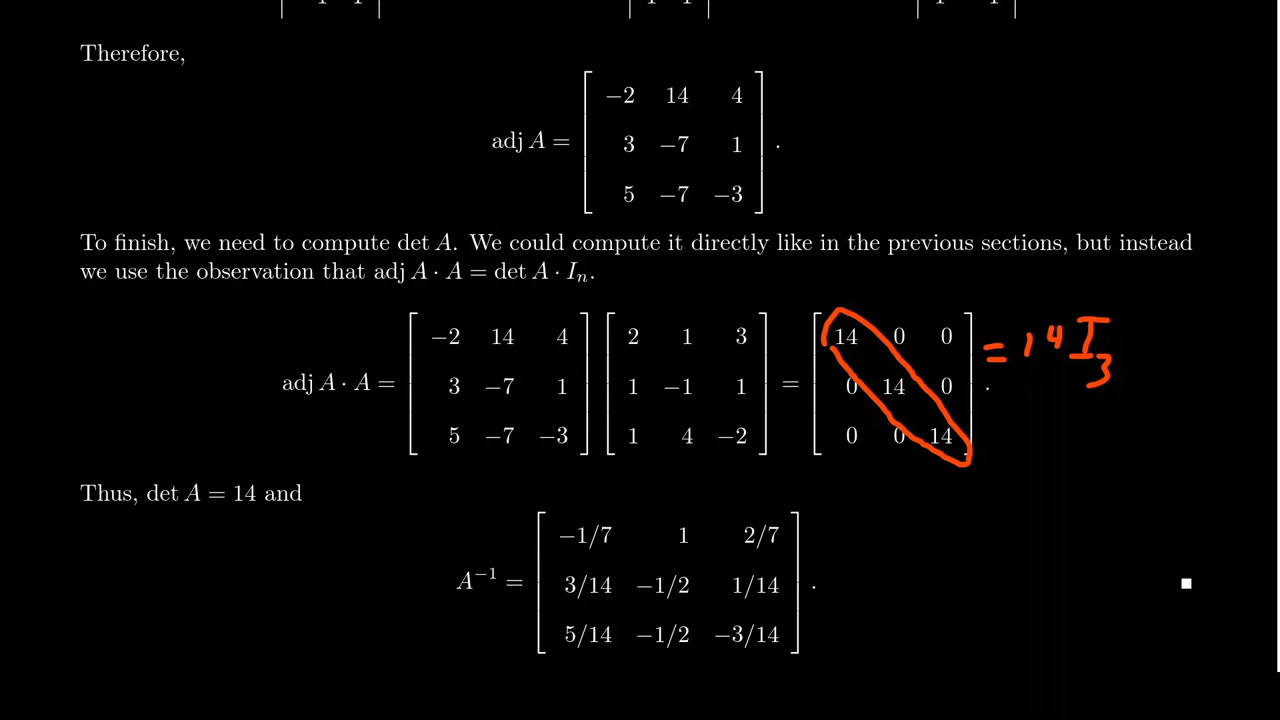 Therefore,
adj A = [ −2 14 4
3 −7 1
5 −7 −3 ] .
To finish, we need to compute det A. We could compute it directly like in the previous sections, but instead
we use the observation that adj A · A = det A · Iₙ.
adj A · A = [ −2 14 4 ] [ 2 1 3 ] = [ 14 0 0 ] = 14 I₃
[ 3 −7 1 ] [ 1 −1 1 ] [ 0 14 0 ] .
[ 5 −7 −3 ] [ 1 4 −2 ] [ 0 0 14 ]
Thus, det A = 14 and
A⁻¹ = [ −1/7 1 2/7
3/14 −1/2 1/14
5/14 −1/2 −3/14 ] .